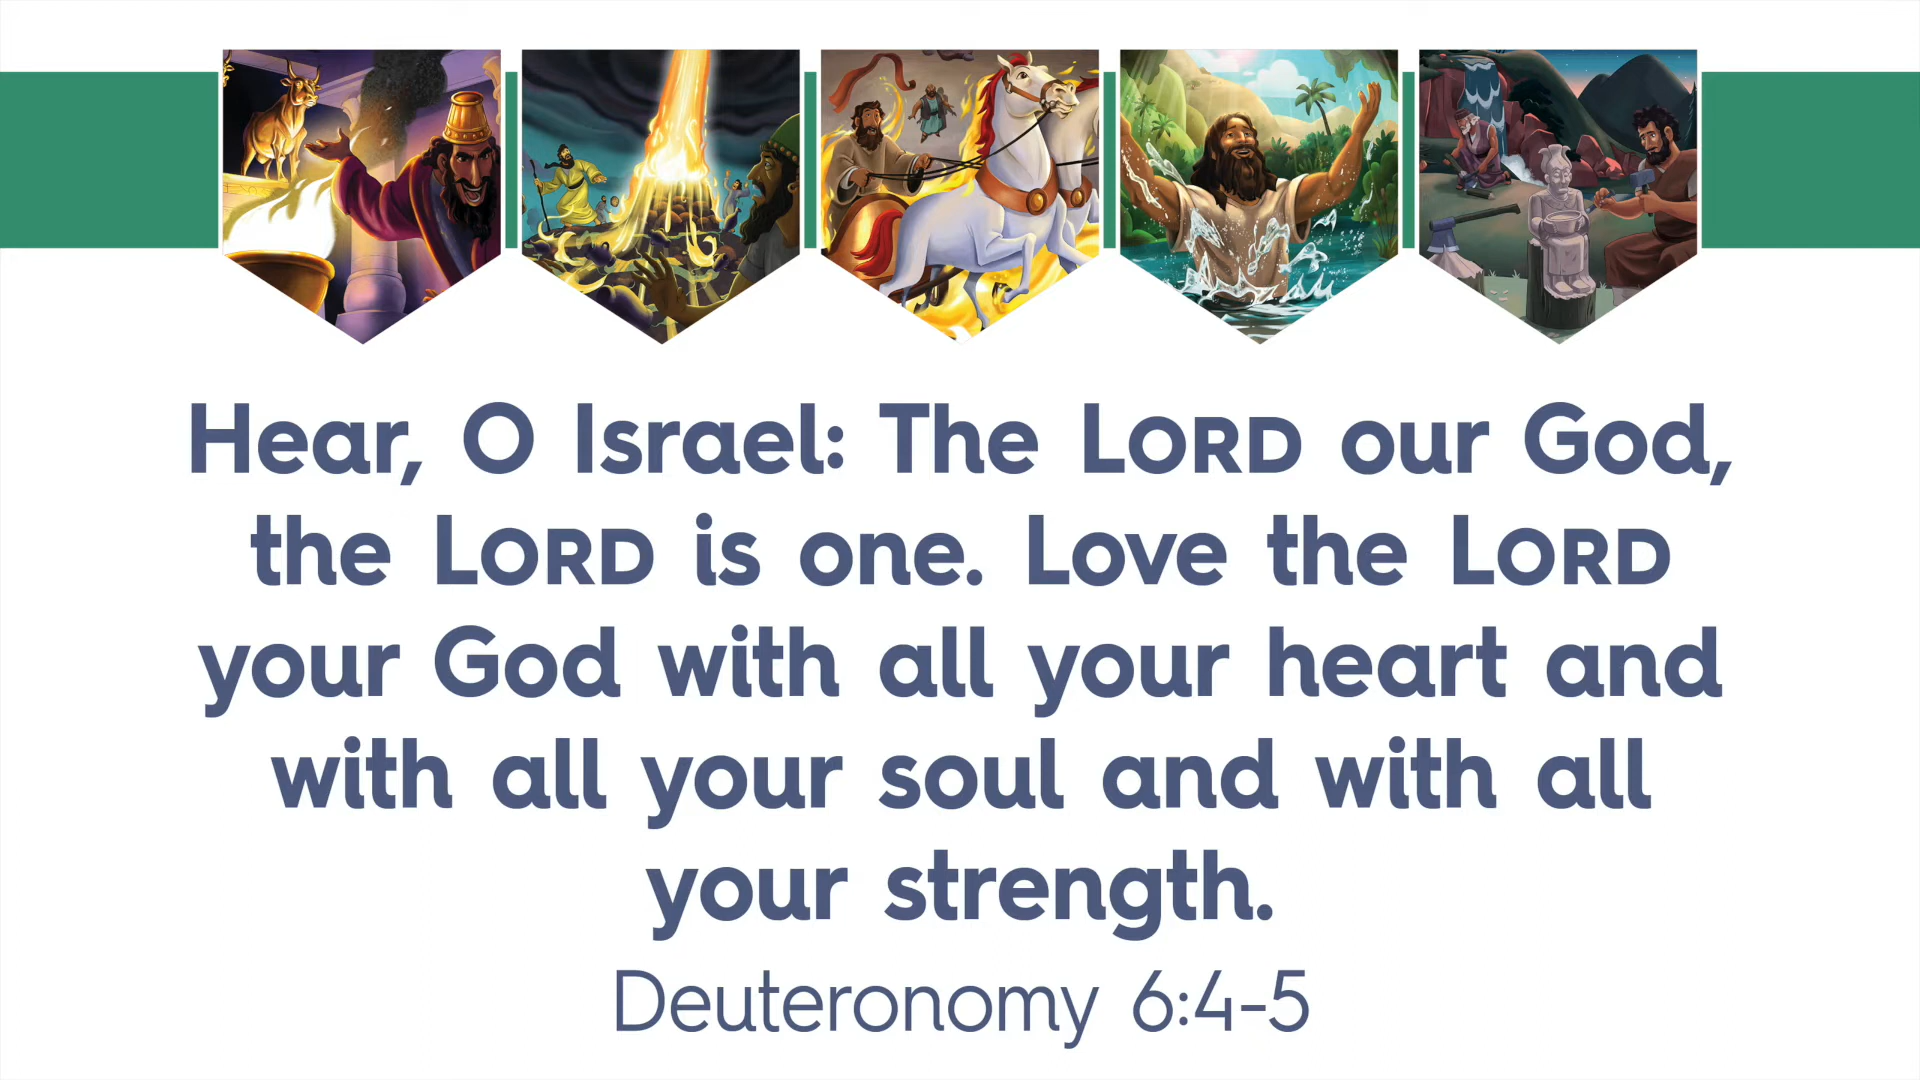 Hear, O Israel: The LORD our God,
the LORD is one. Love the LORD
your God with all your heart and
with all your soul and with all
your strength.
Deuteronomy 6:4-5